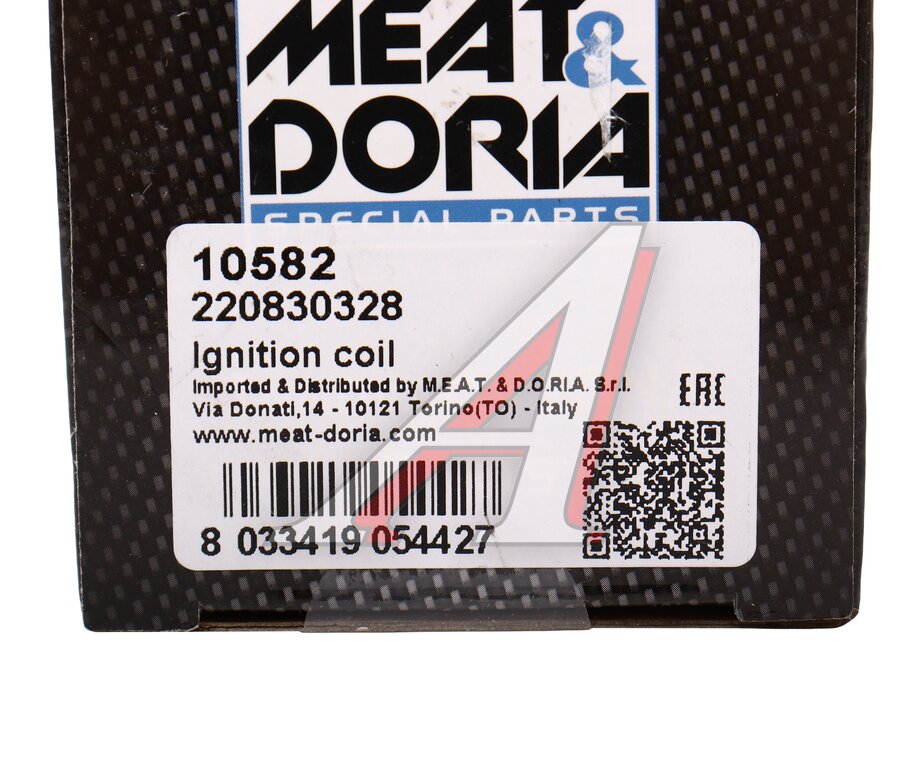 MEAT&
DORIA
SPECIAL PARTS
10582
220830328
Ignition coil
Imported & Distributed by M.E.A.T. & D.O.R.I.A. S.r.l.
Via Donati,14 - 10121 Torino(TO) - Italy
www.meat-doria.com
EAC
8 033419 054427